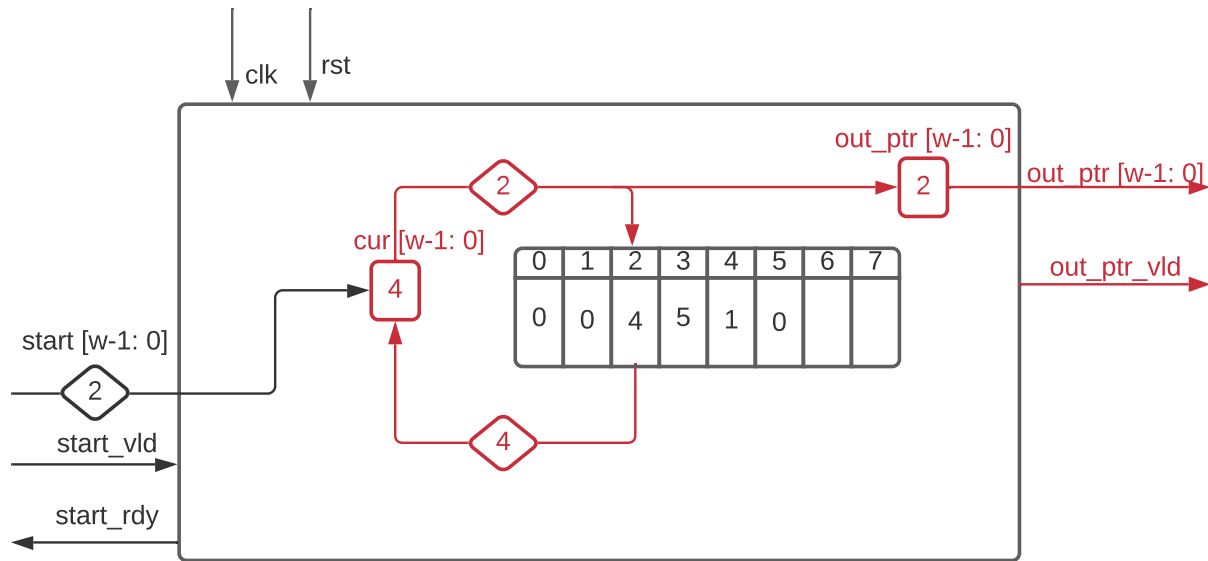 clk
rst
out_ptr [w-1: 0]
2
2
out_ptr [w-1: 0]
cur [w-1: 0]
0 1 2 3 4 5 6 7
out_ptr_vld
4
0 0 4 5 1 0
start [w-1: 0]
2
start_vld
4
start_rdy